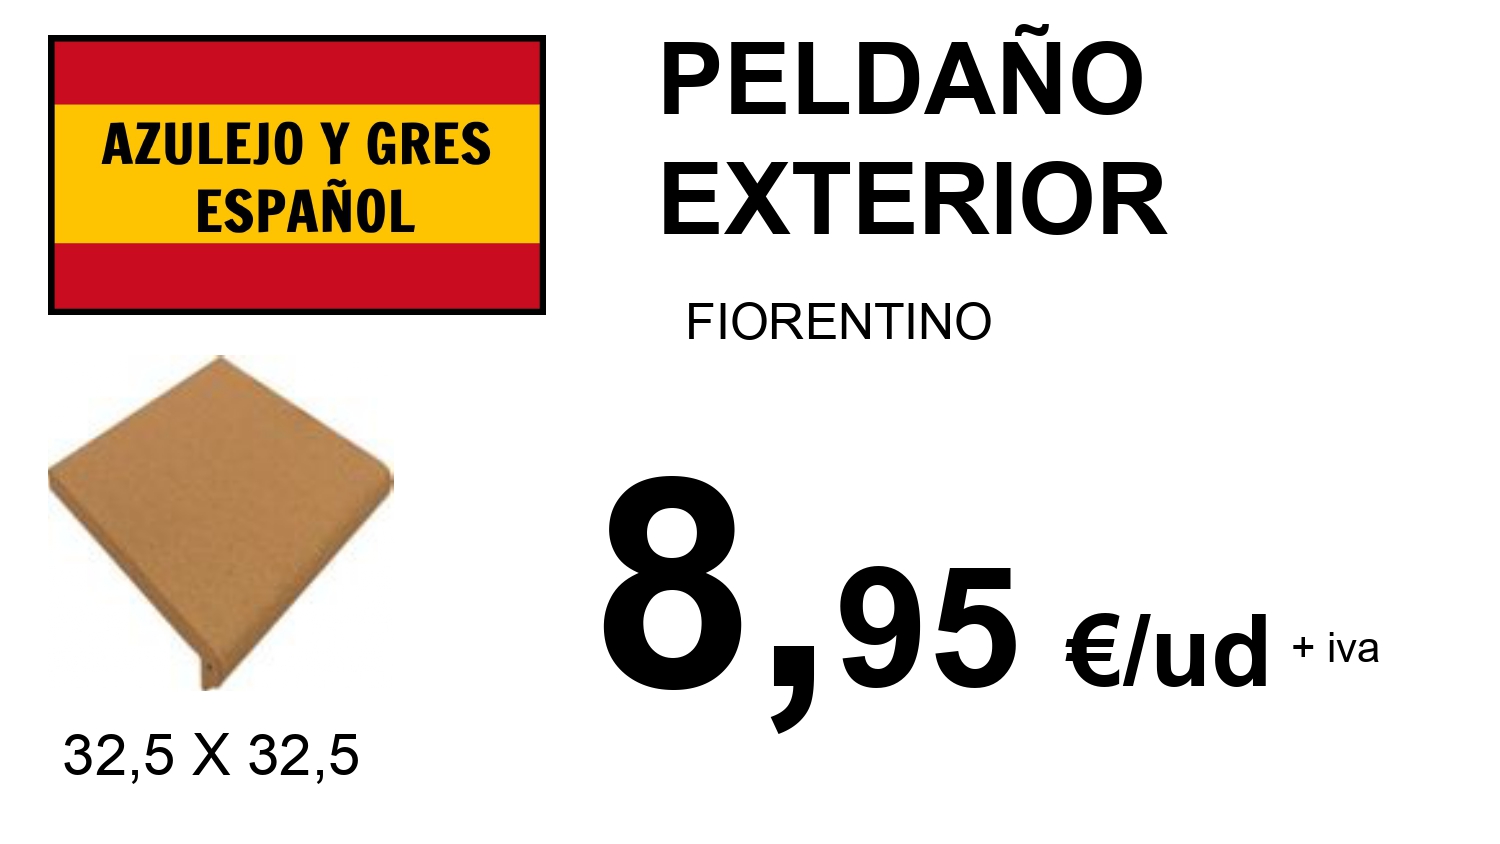 AZULEJO Y GRES
ESPAÑOL
PELDAÑO
EXTERIOR
FIORENTINO
8,95 €/ud + iva
32,5 X 32,5